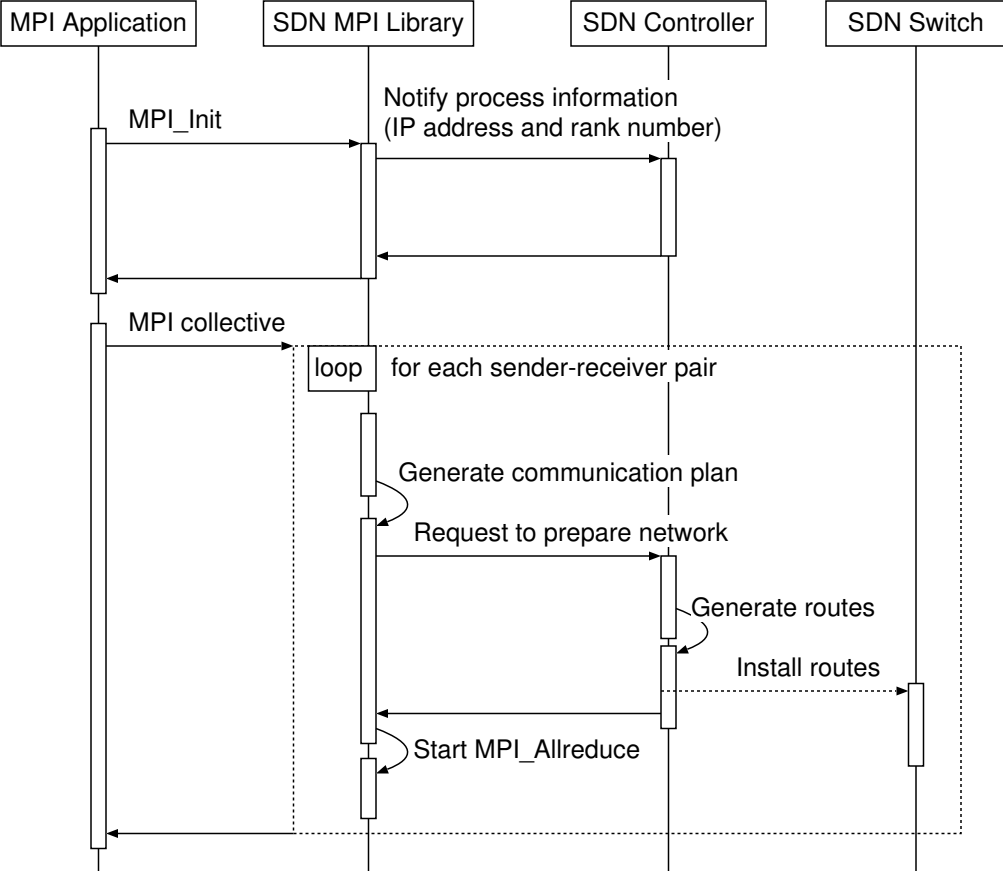 MPI Application
SDN MPI Library
SDN Controller
SDN Switch
Notify process information
(IP address and rank number)
MPI_Init
MPI collective
loop
for each sender-receiver pair
Generate communication plan
Request to prepare network
Generate routes
Install routes
Start MPI_Allreduce